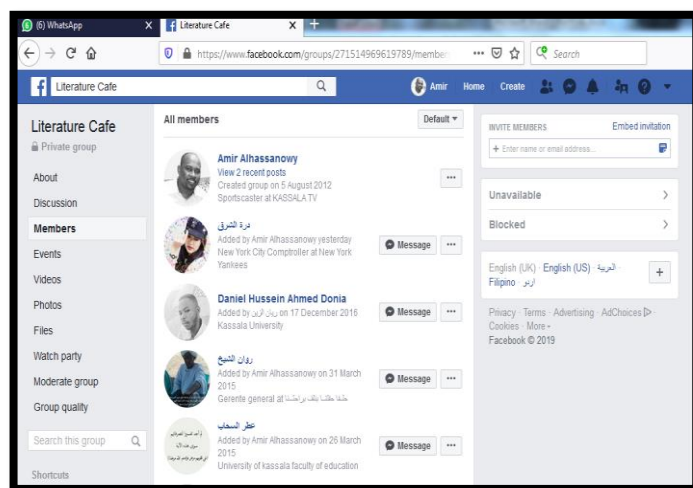 (6) WhatsApp X
Literature Cafe X +
https://www.facebook.com/groups/271514969619789/member
Search
Literature Cafe
Amir Home Create
Literature Cafe
Private group
About
Discussion
Members
Events
Videos
Photos
Files
Watch party
Moderate group
Group quality
Search this group
Shortcuts
All members
Default
Amir Alhassanowy
View 2 recent posts
Created group on 5 August 2012
Sportscaster at KASSALA TV
درة الشرق
Added by Amir Alhassanowy yesterday
New York City Comptroller at New York
Yankees
Message
Daniel Hussein Ahmed Donia
Added by ريان الزين on 17 December 2016
Kassala University
Message
روان الشيخ
Added by Amir Alhassanowy on 31 March
2015
Gerente general at
Message
عطر السحاب
Added by Amir Alhassanowy on 26 March
2015
University of kassala faculty of education
Message
INVITE MEMBERS Embed invitation
+ Enter name or email address...
Unavailable
Blocked
English (UK) · English (US) · العربية ·
Filipino · اردو
Privacy · Terms · Advertising · AdChoices ·
Cookies · More
Facebook © 2019